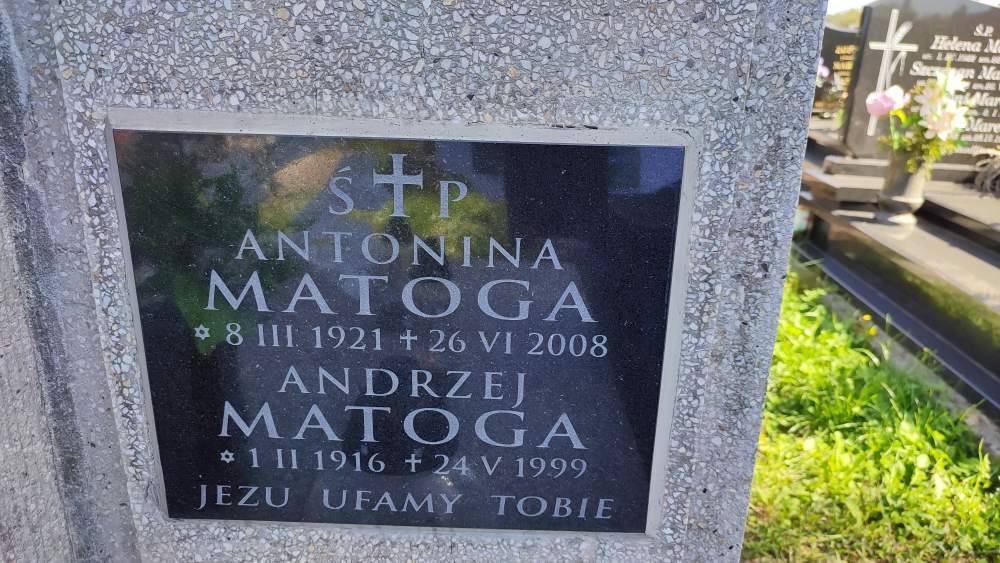 Ś P
ANTONINA
MATOGA
✡ 8 III 1921 + 26 VI 2008
ANDRZEJ
MATOGA
✡ 1 II 1916 + 24 V 1999
JEZU UFAMY TOBIE
Ś.P.
Helena